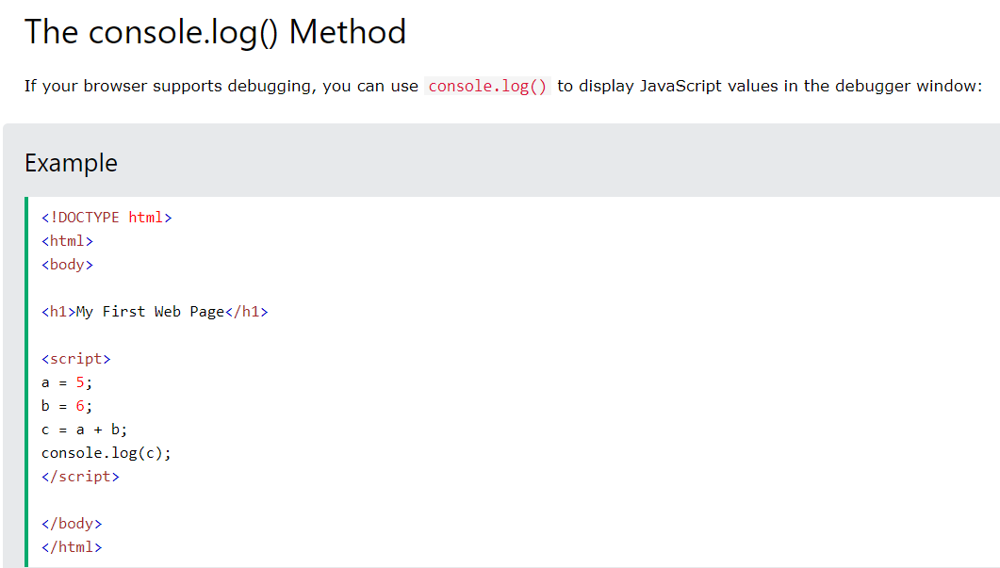 The console.log() Method
If your browser supports debugging, you can use console.log() to display JavaScript values in the debugger window:
Example
<!DOCTYPE html>
<html>
<body>
<h1>My First Web Page</h1>
<script>
a = 5;
b = 6;
c = a + b;
console.log(c);
</script>
</body>
</html>